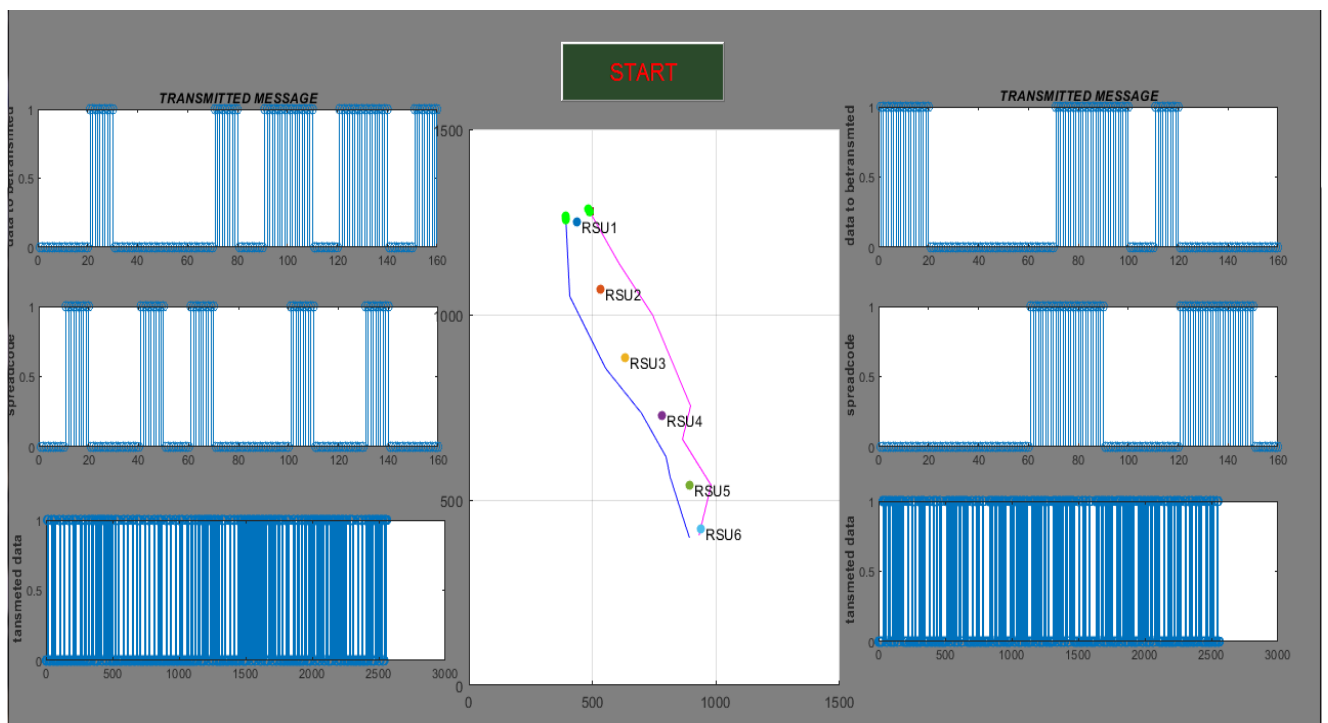 START
TRANSMITTED MESSAGE
data to betransmted
1
0.5
0
0 20 40 60 80 100 120 140 160
spreadcode
1
0.5
0
0 20 40 60 80 100 120 140 160
tansmeted data
1
0.5
0
0 500 1000 1500 2000 2500 3000
1500
1000
500
0
RSU1
RSU2
RSU3
RSU4
RSU5
RSU6
0 500 1000 1500
TRANSMITTED MESSAGE
data to betransmted
1
0.5
0
0 20 40 60 80 100 120 140 160
spreadcode
1
0.5
0
0 20 40 60 80 100 120 140 160
tansmeted data
1
0.5
0
0 500 1000 1500 2000 2500 3000